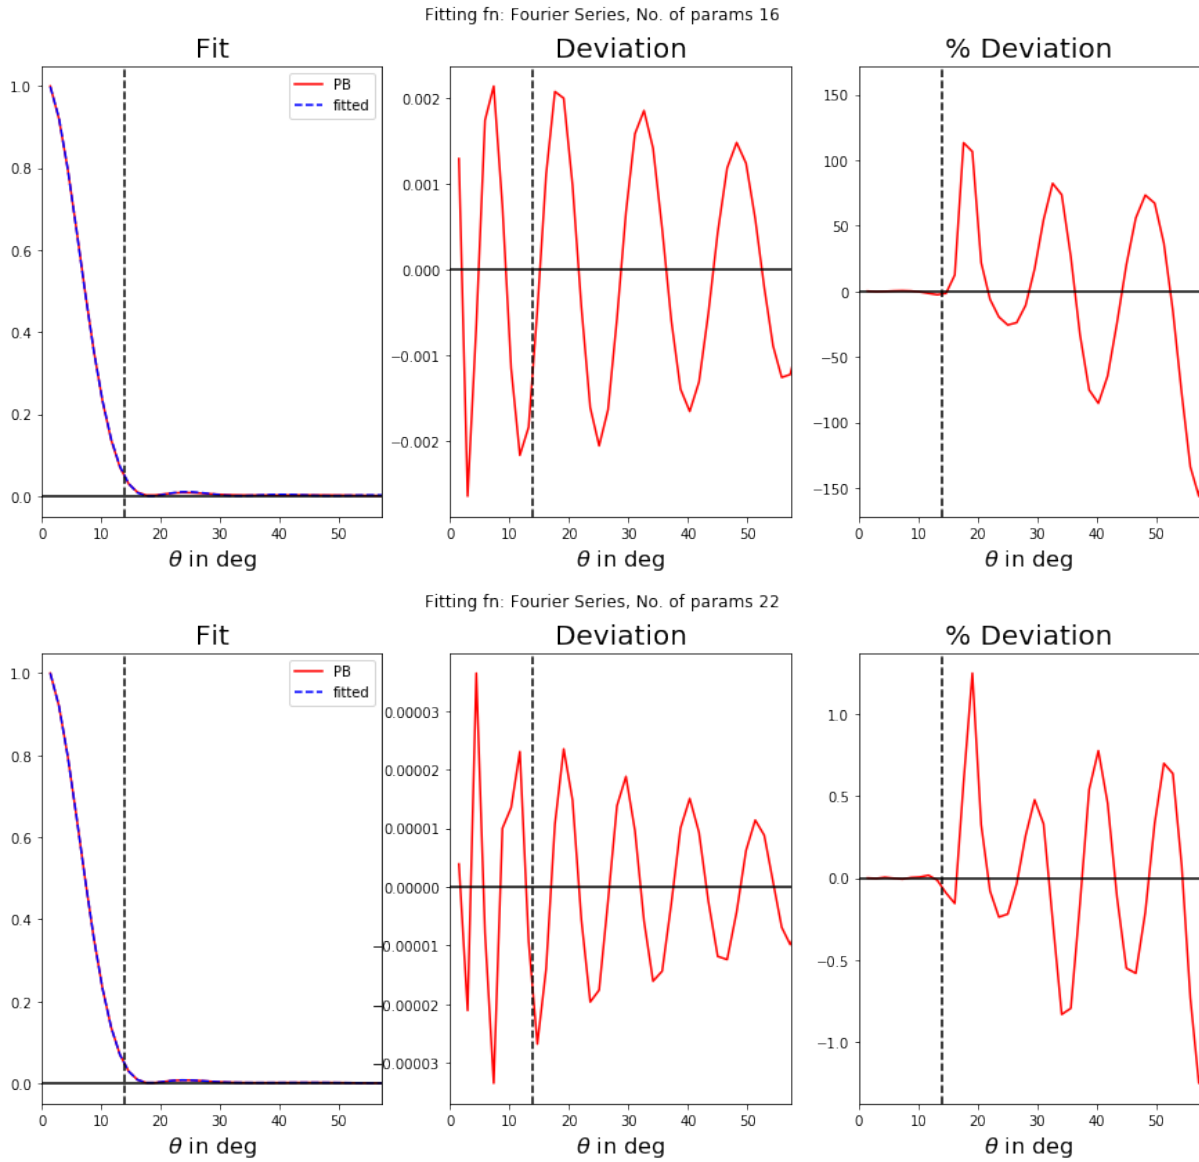 Fitting fn: Fourier Series, No. of params 16
Fit
Deviation
% Deviation
PB
fitted
1.0
0.8
0.6
0.4
0.2
0.0
0 10 20 30 40 50
θ in deg
0.002
0.001
0.000
−0.001
−0.002
0 10 20 30 40 50
θ in deg
150
100
50
0
−50
−100
−150
0 10 20 30 40 50
θ in deg
Fitting fn: Fourier Series, No. of params 22
Fit
Deviation
% Deviation
PB
fitted
1.0
0.8
0.6
0.4
0.2
0.0
0 10 20 30 40 50
θ in deg
0.00003
0.00002
0.00001
0.00000
−0.00001
−0.00002
−0.00003
0 10 20 30 40 50
θ in deg
1.0
0.5
0.0
−0.5
−1.0
0 10 20 30 40 50
θ in deg